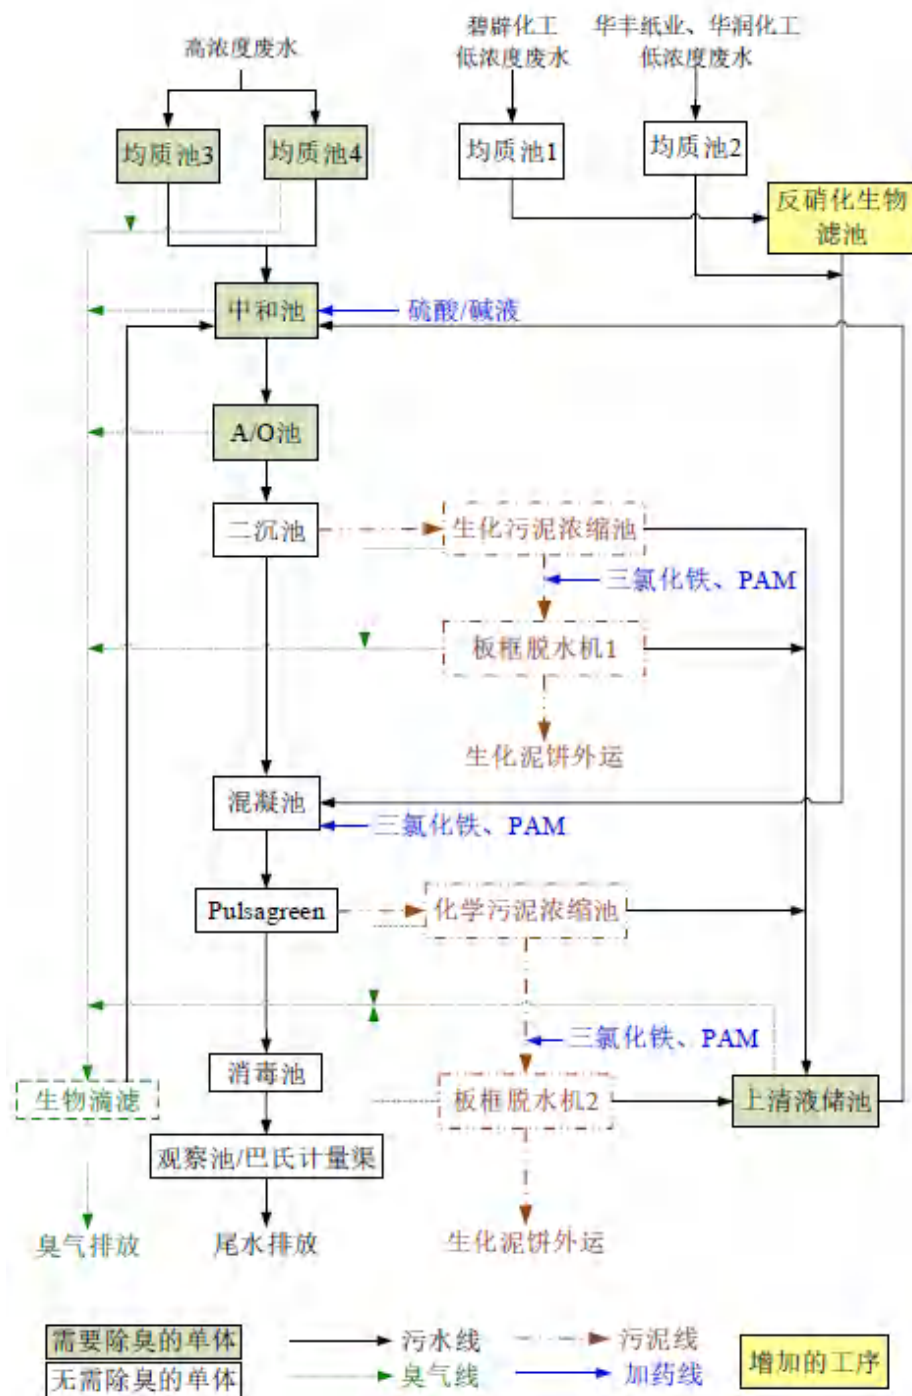 高浓度废水
碧辟化工
低浓度废水
华丰纸业、华润化工
低浓度废水
均质池3
均质池4
均质池1
均质池2
反硝化生物
滤池
中和池
硫酸/碱液
A/O池
二沉池
生化污泥浓缩池
三氯化铁、PAM
板框脱水机1
生化泥饼外运
混凝池
三氯化铁、PAM
Pulsagreen
化学污泥浓缩池
三氯化铁、PAM
消毒池
生物滴滤
板框脱水机2
上清液储池
观察池/巴氏计量渠
臭气排放
尾水排放
生化泥饼外运
需要除臭的单体
污水线
污泥线
无需除臭的单体
臭气线
加药线
增加的工序